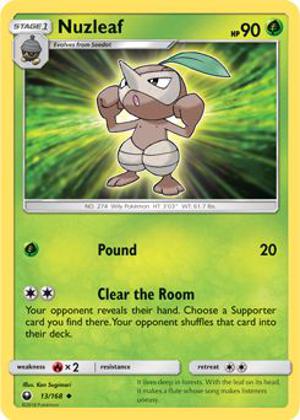 STAGE1
Nuzleaf
HP90
Evolves from Seedot
NO. 274 Wily Pokémon HT: 3'03" WT: 61.7 lbs.
Pound 20
Clear the Room
Your opponent reveals their hand. Choose a Supporter
card you find there. Your opponent shuffles that card into
their deck.
weakness ×2 resistance retreat
Illus. Ken Sugimori
13/168
©2018 Pokémon
It lives deep in forests. With the leaf on its head, it
makes a flute whose song makes listeners uneasy.